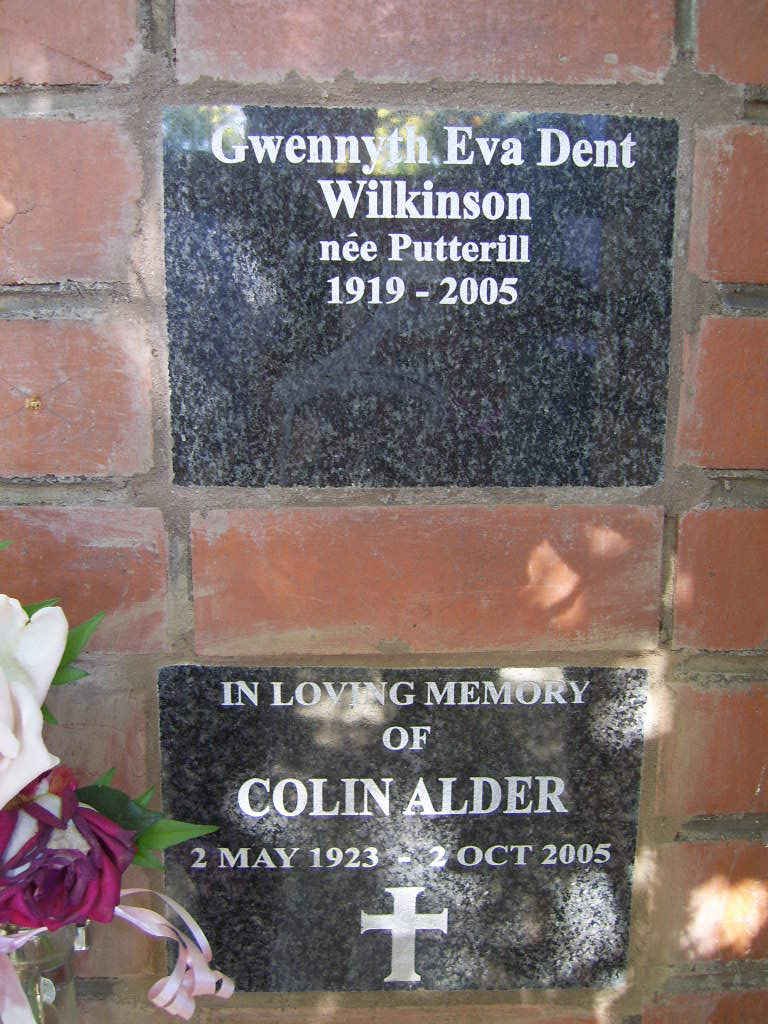 Gwennyth Eva Dent
Wilkinson
née Putterill
1919 - 2005
IN LOVING MEMORY
OF
COLIN ALDER
2 MAY 1923 - 2 OCT 2005